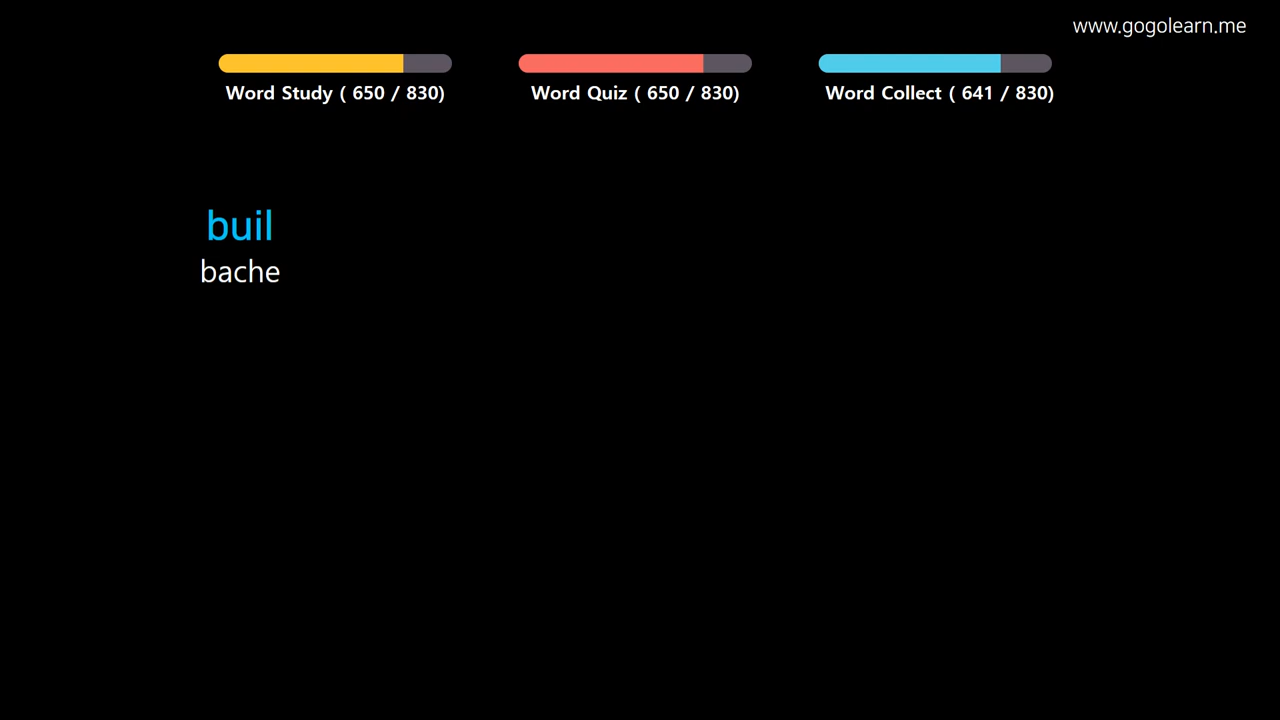 www.gogolearn.me
Word Study ( 650 / 830)
Word Quiz ( 650 / 830)
Word Collect ( 641 / 830)
buil
bache